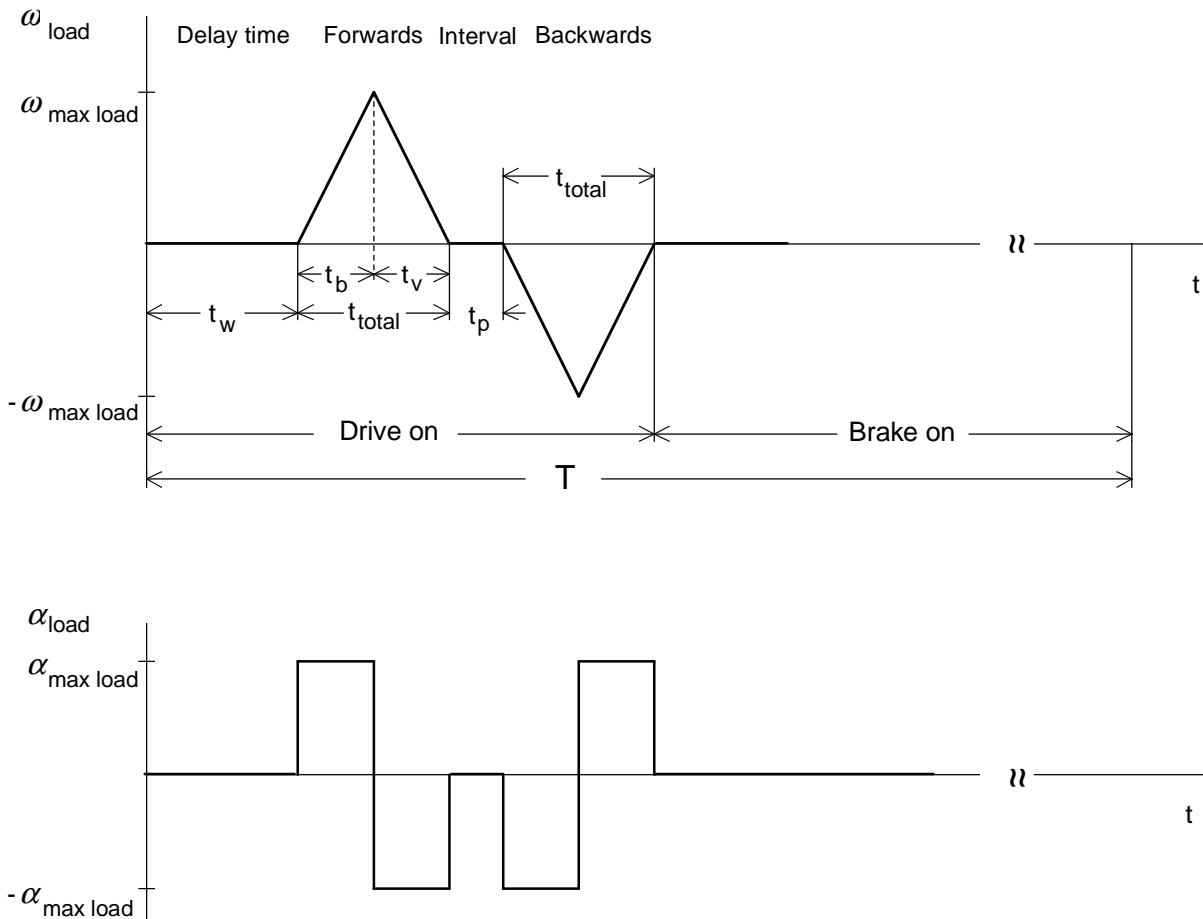 ω load
Delay time Forwards Interval Backwards
ω max load
t total
t b t v
t w t total t p
t
- ω max load
Drive on Brake on
T
α load
α max load
t
- α max load